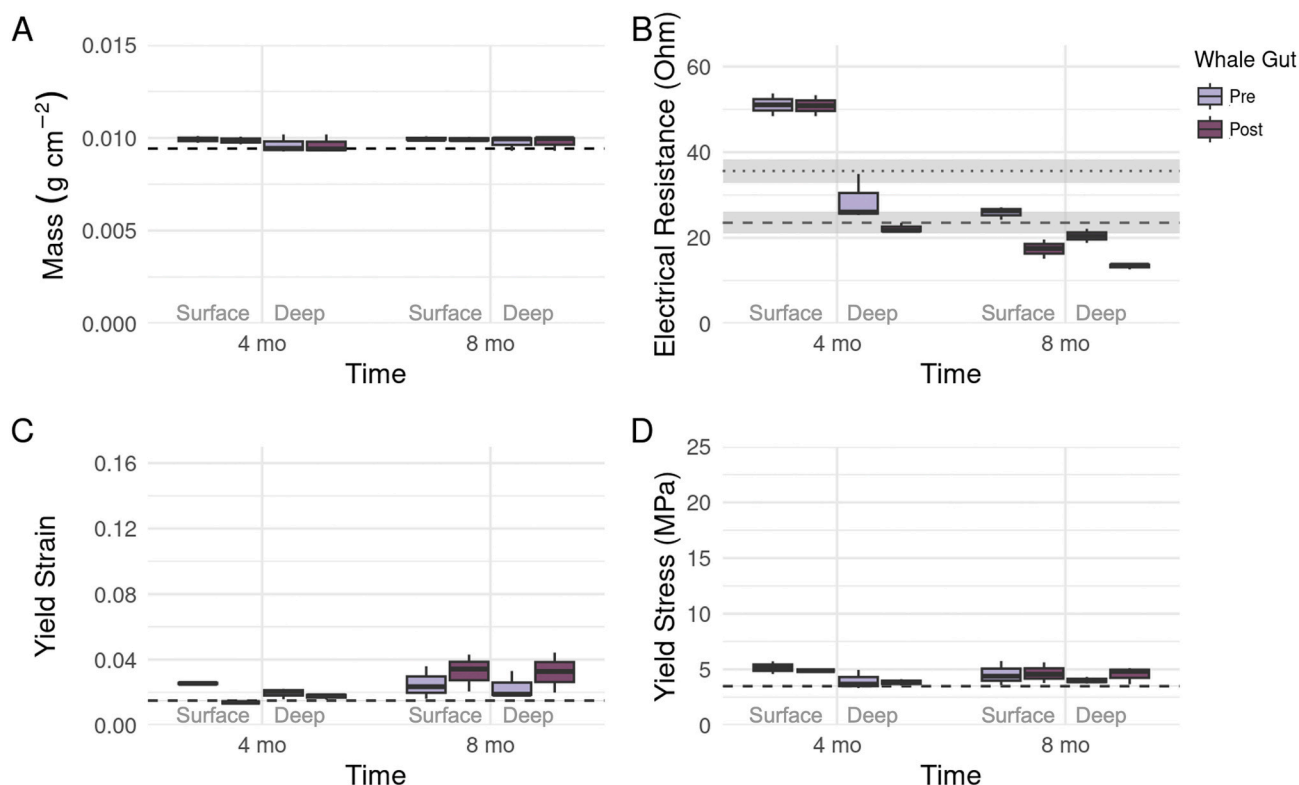 A
Mass (g cm⁻²)
0.015
0.010
0.005
0.000
Surface Deep
Surface Deep
4 mo
8 mo
Time
B
Electrical Resistance (Ohm)
60
40
20
0
Surface Deep
Surface Deep
4 mo
8 mo
Time
Whale Gut
Pre
Post
C
Yield Strain
0.16
0.12
0.08
0.04
0.00
Surface Deep
Surface Deep
4 mo
8 mo
Time
D
Yield Stress (MPa)
25
20
15
10
5
0
Surface Deep
Surface Deep
4 mo
8 mo
Time